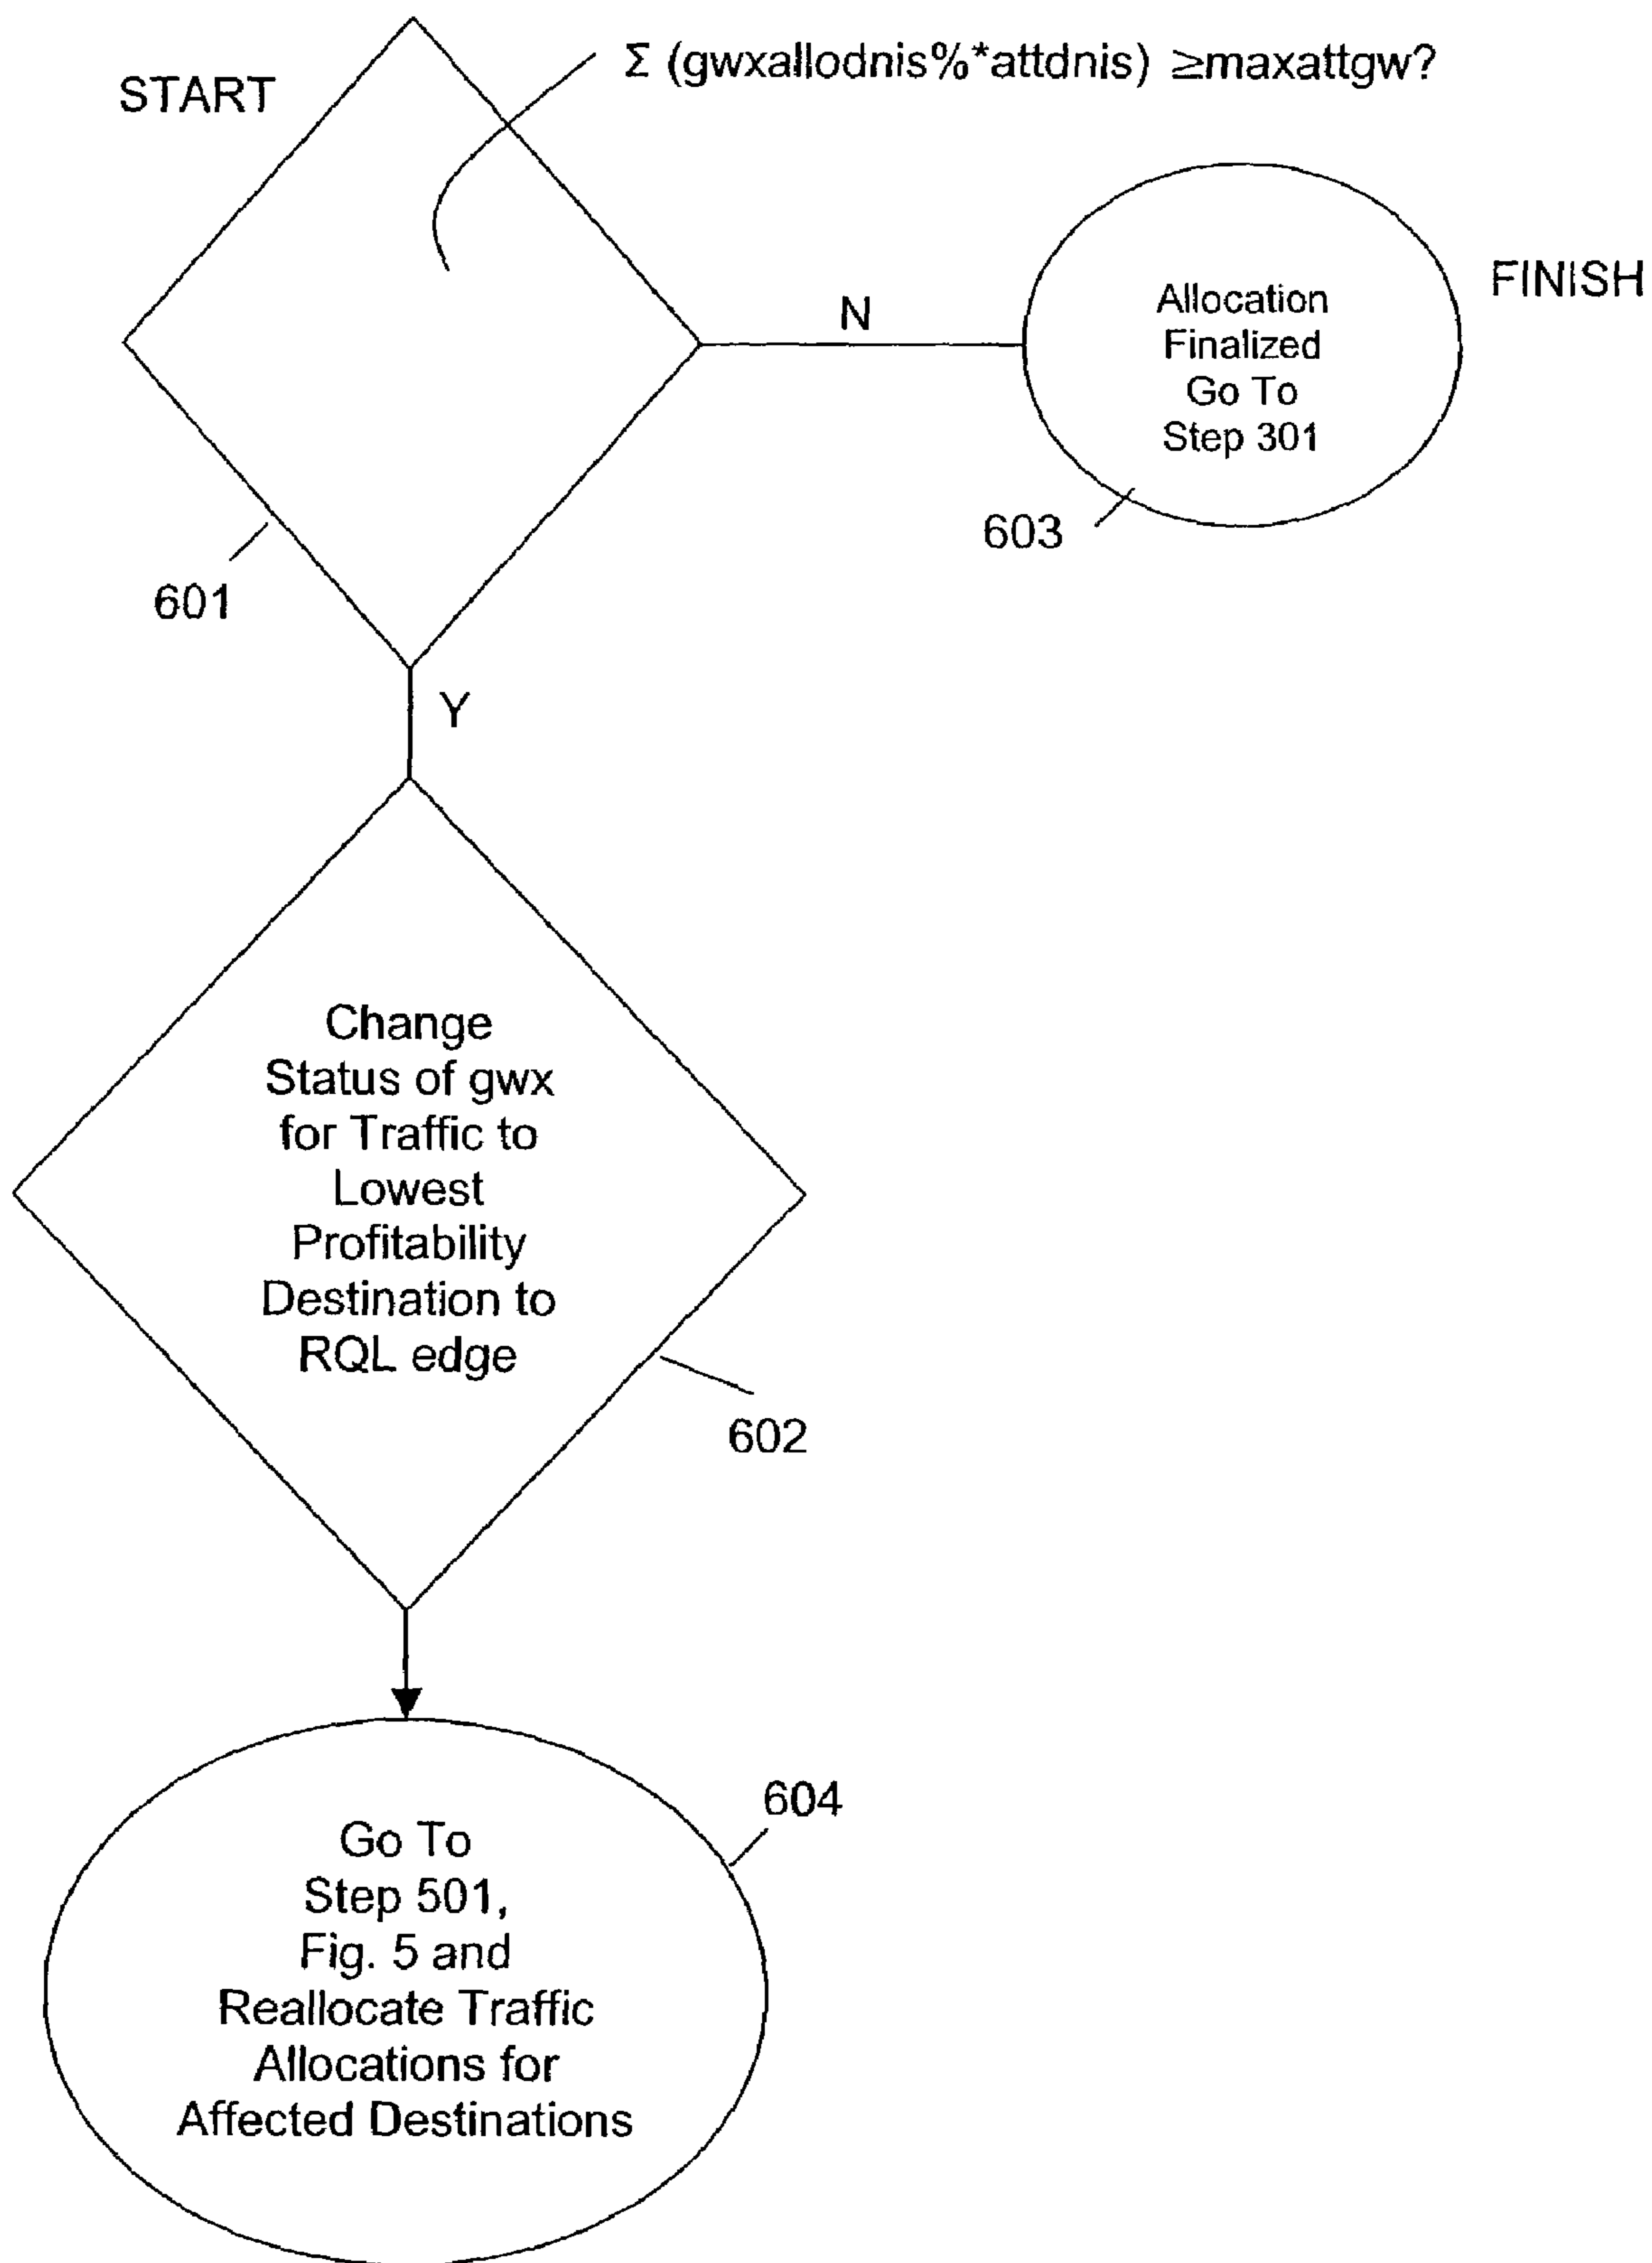 START
Σ (gwxallodnis%*attdnis) ≥maxattgw?
FINISH
N
Allocation
Finalized
Go To
Step 301
603
601
Y
Change
Status of gwx
for Traffic to
Lowest
Profitability
Destination to
RQL edge
602
604
Go To
Step 501,
Fig. 5 and
Reallocate Traffic
Allocations for
Affected Destinations